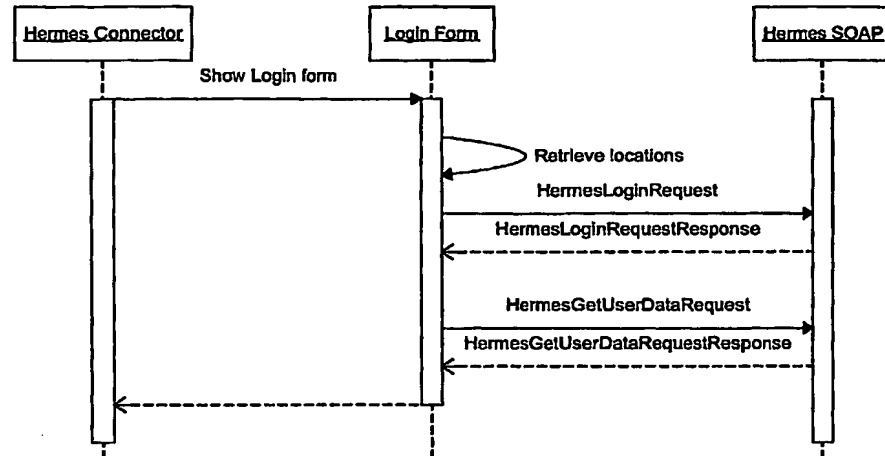 Hermes Connector
Login Form
Hermes SOAP
Show Login form
Retrieve locations
HermesLoginRequest
HermesLoginRequestResponse
HermesGetUserDataRequest
HermesGetUserDataRequestResponse